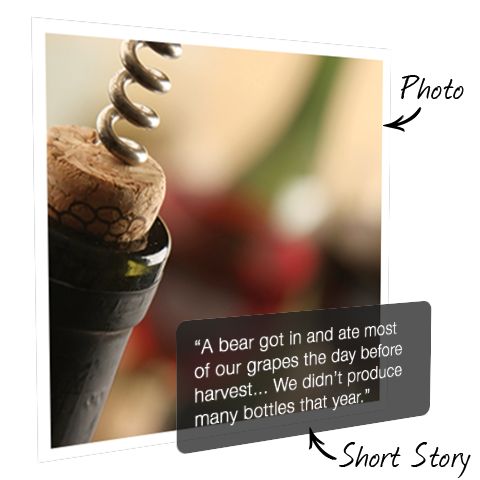 Photo
“A bear got in and ate most
of our grapes the day before
harvest... We didn’t produce
many bottles that year.”
Short Story